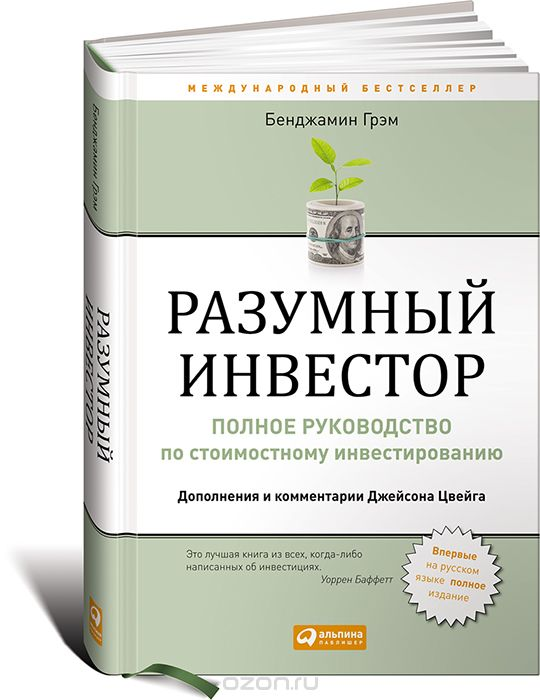 МЕЖДУНАРОДНЫЙ БЕСТСЕЛЛЕР
Бенджамин Грэм
РАЗУМНЫЙ
ИНВЕСТОР
ПОЛНОЕ РУКОВОДСТВО
по стоимостному инвестированию
Дополнения и комментарии Джейсона Цвейга
Это лучшая книга из всех, когда-либо
написанных об инвестициях.
Уоррен Баффетт
Впервые
на русском
языке полное
издание
альпина
ПАБЛИШЕР
Бенджамин Грэм
РАЗУМНЫЙ
ИНВЕСТОР
ozon.ru